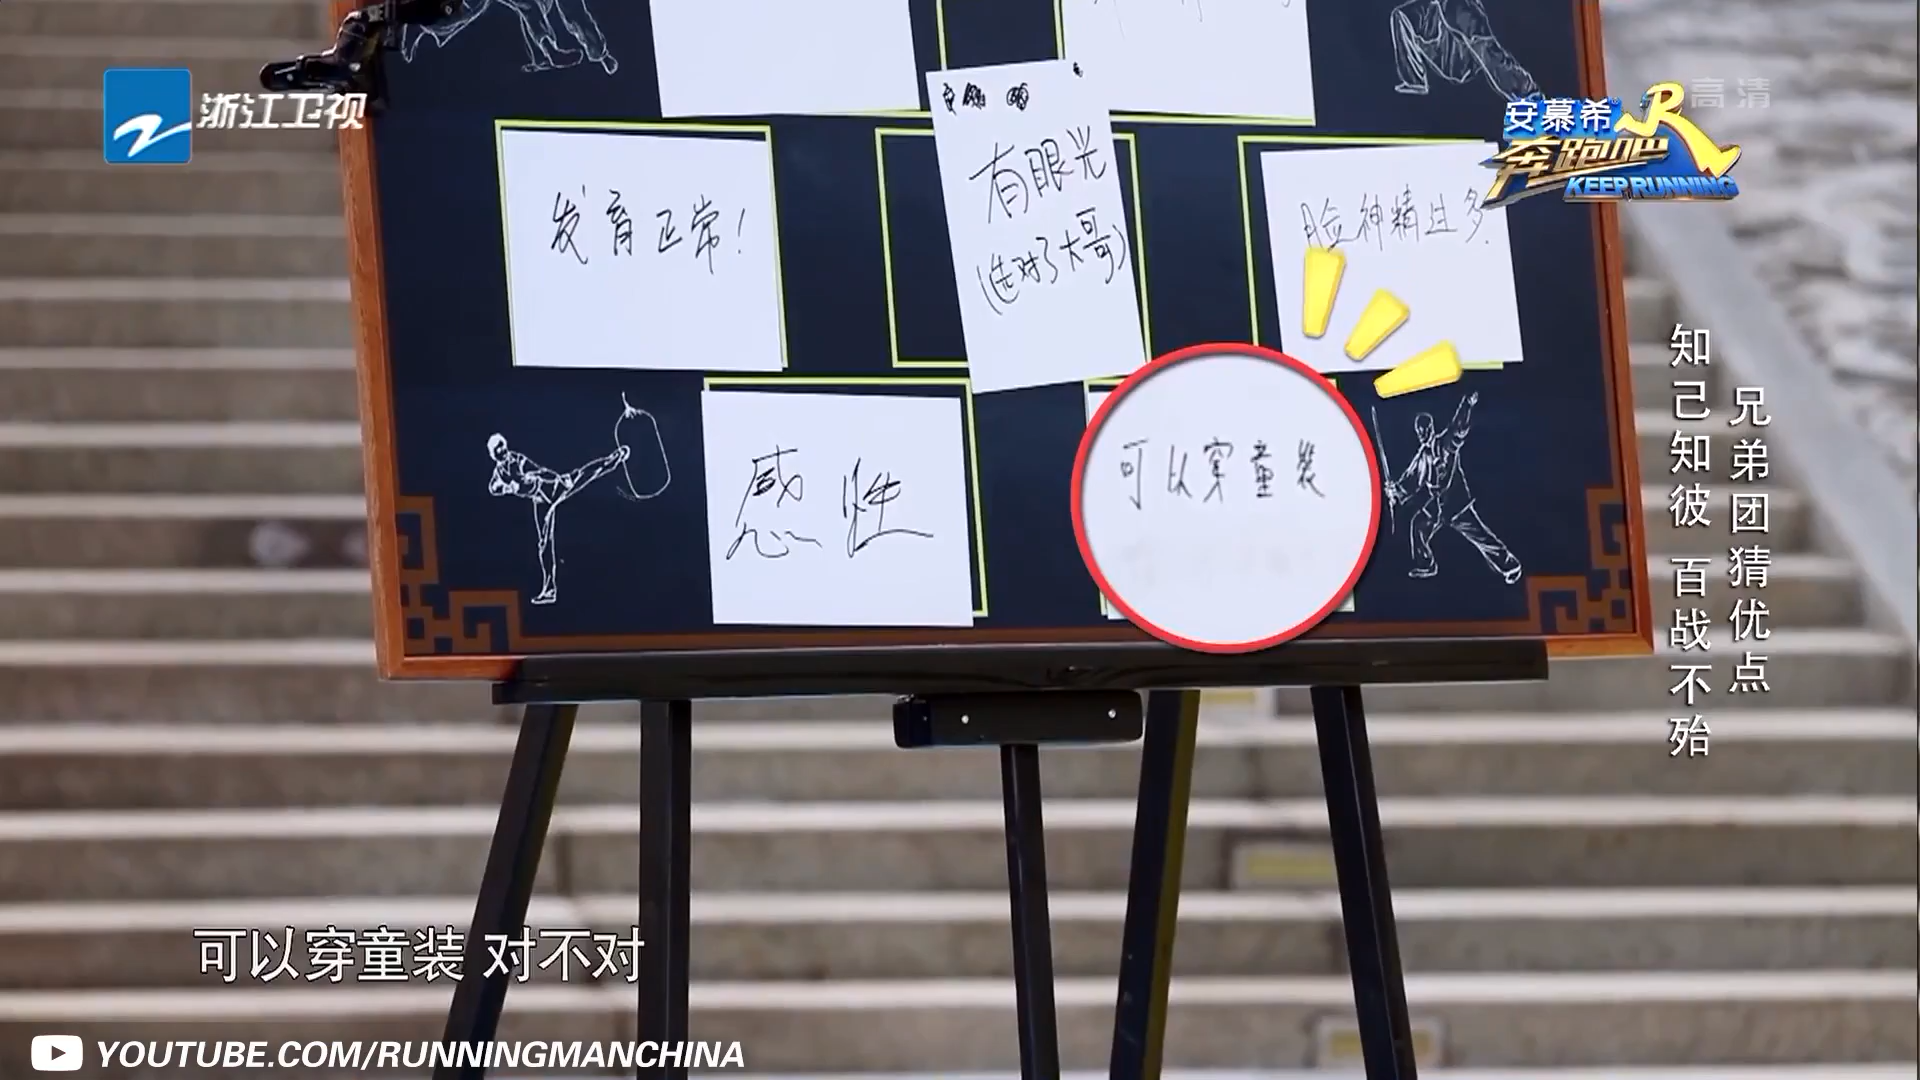 浙江卫视
高清
安慕希
奔跑吧
KEEP RUNNING
有眼光
(选对了大哥)
发育正常!
脸神精过多
感性
可以穿童装
兄弟团猜优点
知己知彼 百战不殆
可以穿童装 对不对
YOUTUBE.COM/RUNNINGMANCHINA